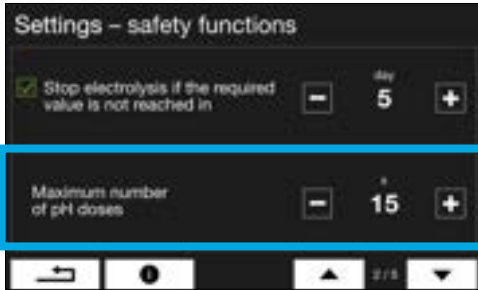 Settings – safety functions
day
Stop electrolysis if the required
value is not reached in
− 5 +
Maximum number
of pH doses
− 15 +
2/5